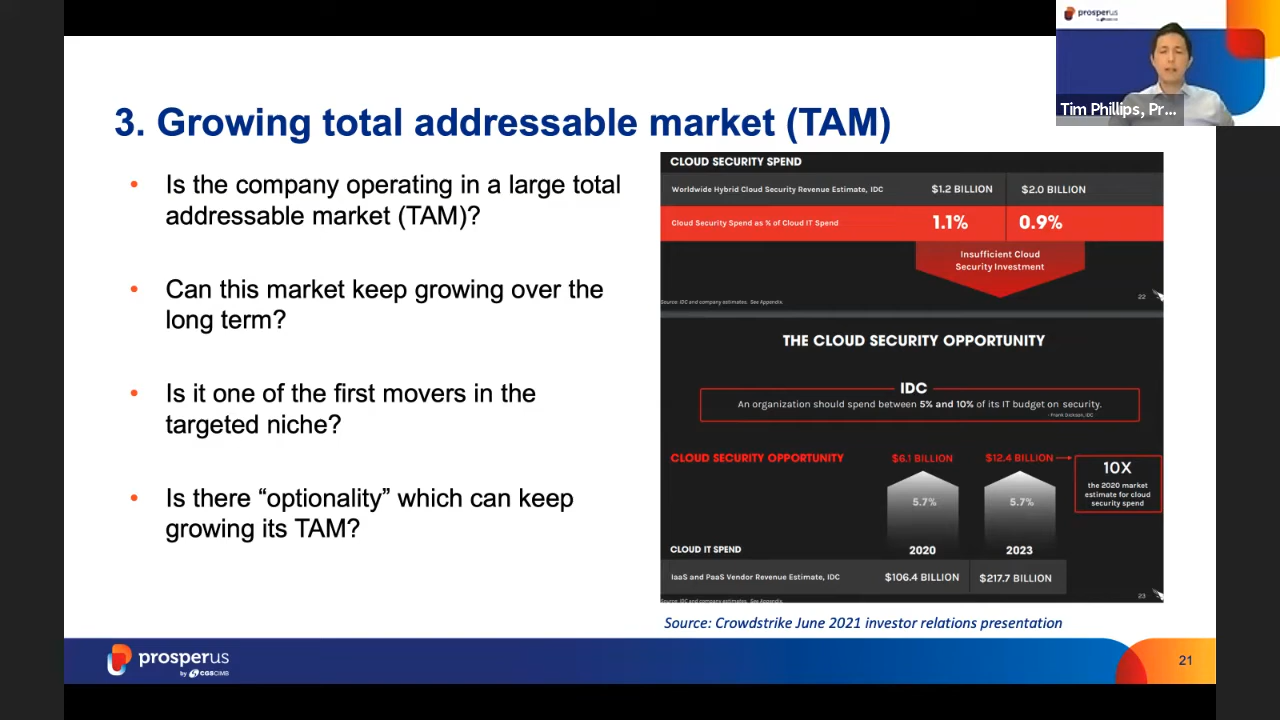 prosperus
by CGS CIMB
Tim Phillips, Pr...
3. Growing total addressable market (TAM)
• Is the company operating in a large total
addressable market (TAM)?
• Can this market keep growing over the
long term?
• Is it one of the first movers in the
targeted niche?
• Is there “optionality” which can keep
growing its TAM?
CLOUD SECURITY SPEND
Worldwide Hybrid Cloud Security Revenue Estimate, IDC $1.2 BILLION $2.0 BILLION
Cloud Security Spend as % of Cloud IT Spend 1.1% 0.9%
Insufficient Cloud
Security Investment
Source: IDC and company estimates. See Appendix.
22
THE CLOUD SECURITY OPPORTUNITY
IDC
An organization should spend between 5% and 10% of its IT budget on security.
- Frank Dickson, IDC
CLOUD SECURITY OPPORTUNITY $6.1 BILLION $12.4 BILLION
10X
the 2020 market
estimate for cloud
security spend
5.7% 5.7%
CLOUD IT SPEND 2020 2023
IaaS and PaaS Vendor Revenue Estimate, IDC $106.4 BILLION $217.7 BILLION
Source: IDC and company estimates. See Appendix.
23
Source: Crowdstrike June 2021 investor relations presentation
prosperus
by CGS CIMB
21